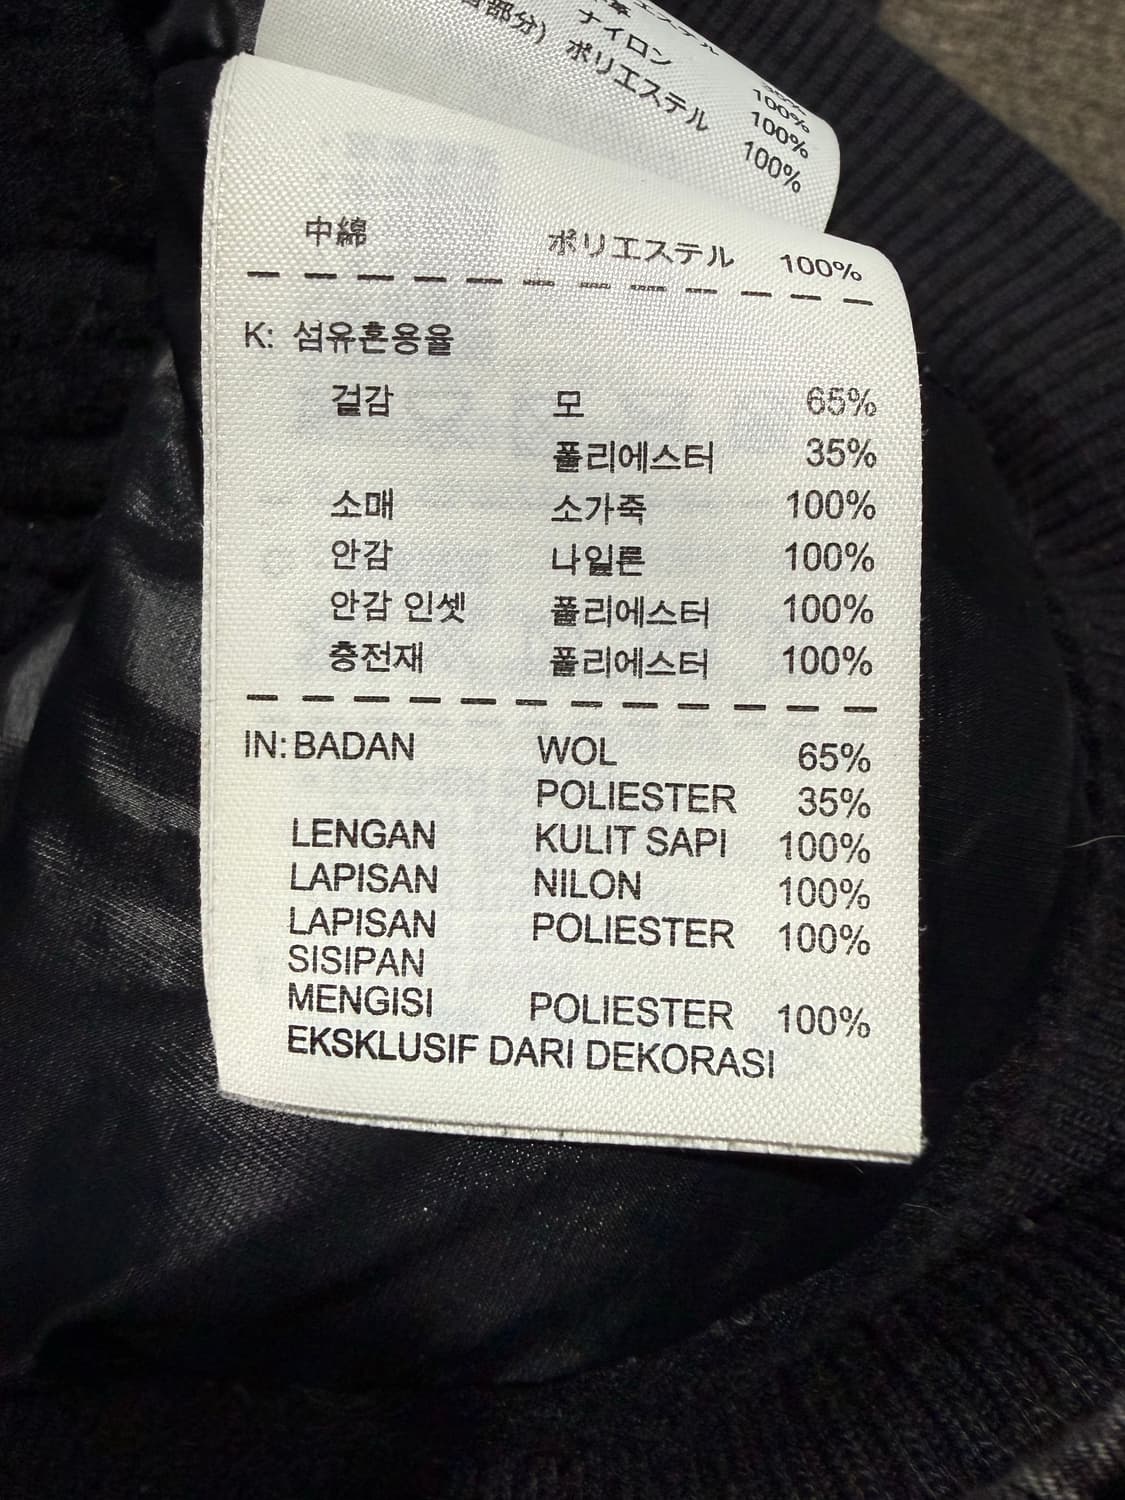 ナイロン 100%
部分) ポリエステル 100%
100%
中綿 ポリエステル 100%
K: 섬유혼용율
겉감 모 65%
폴리에스터 35%
소매 소가죽 100%
안감 나일론 100%
안감 인셋 폴리에스터 100%
충전재 폴리에스터 100%
IN: BADAN WOL 65%
POLIESTER 35%
LENGAN KULIT SAPI 100%
LAPISAN NILON 100%
LAPISAN POLIESTER 100%
SISIPAN
MENGISI POLIESTER 100%
EKSKLUSIF DARI DEKORASI